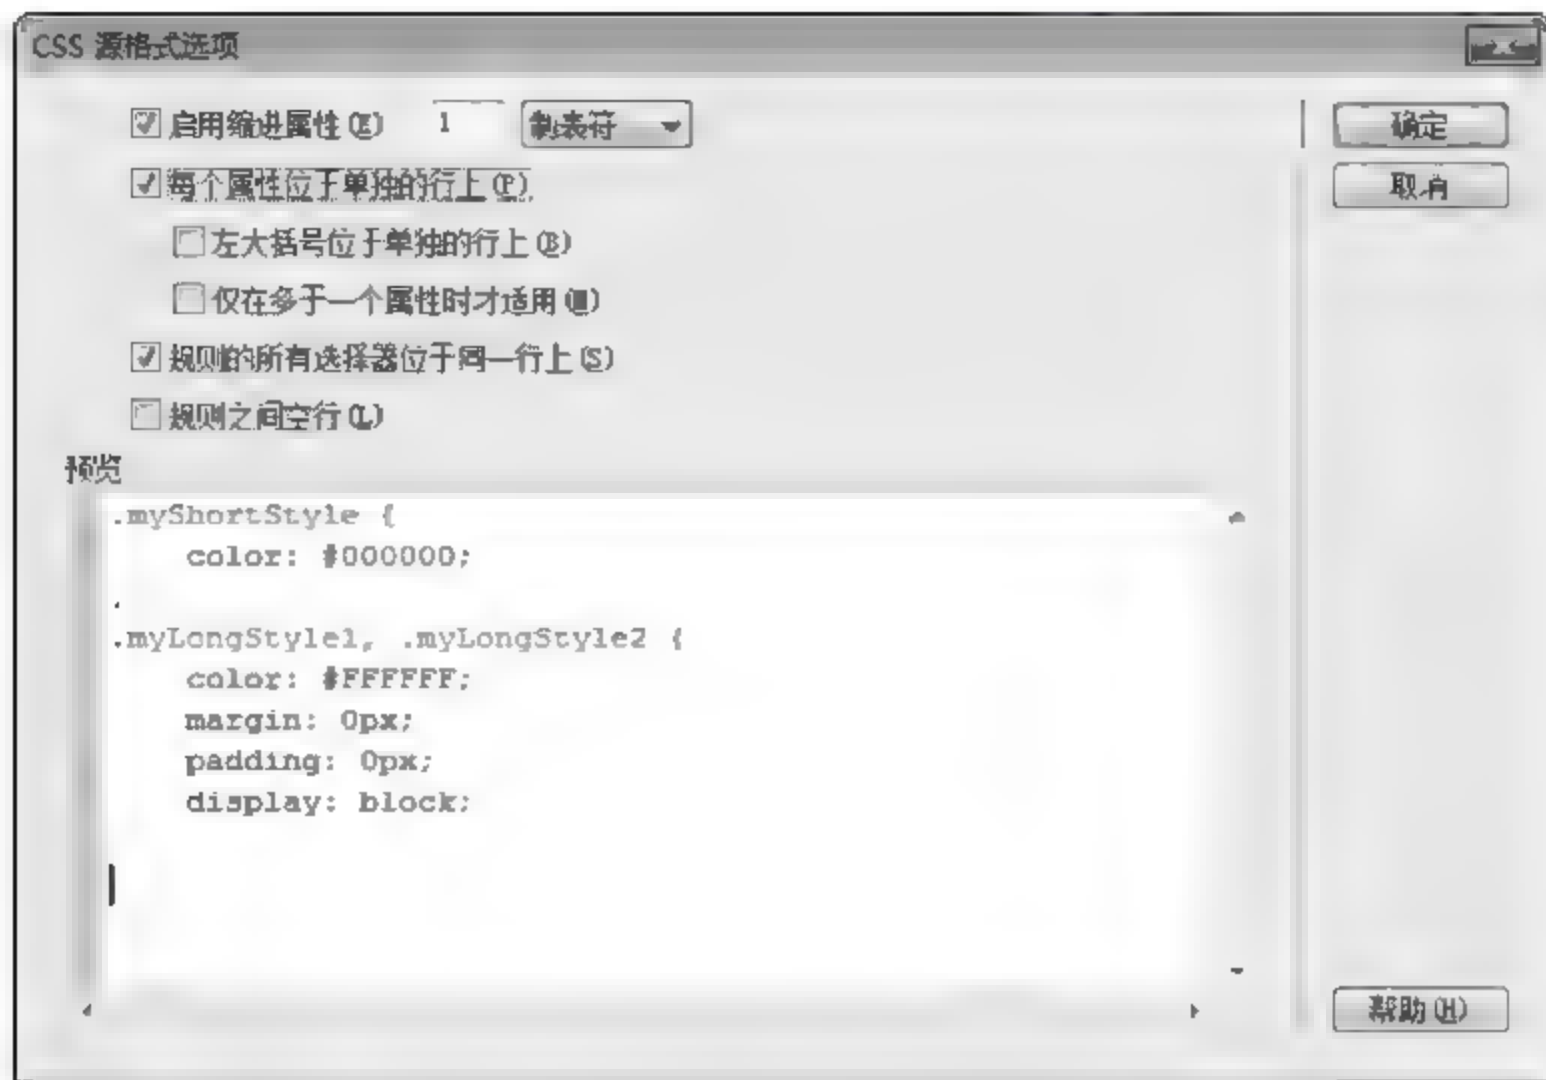 CSS 源格式选项
启用缩进属性(E) 1 制表符
确定
每个属性位于单独的行上(P)
取消
左大括号位于单独的行上(B)
仅在多于一个属性时才适用
规则的所有选择器位于同一行上(S)
规则之间空行(L)
预览
.myShortStyle {
color: #000000;
.myLongStyle1, .myLongStyle2 {
color: #FFFFFF;
margin: 0px;
padding: 0px;
display: block;
帮助(H)